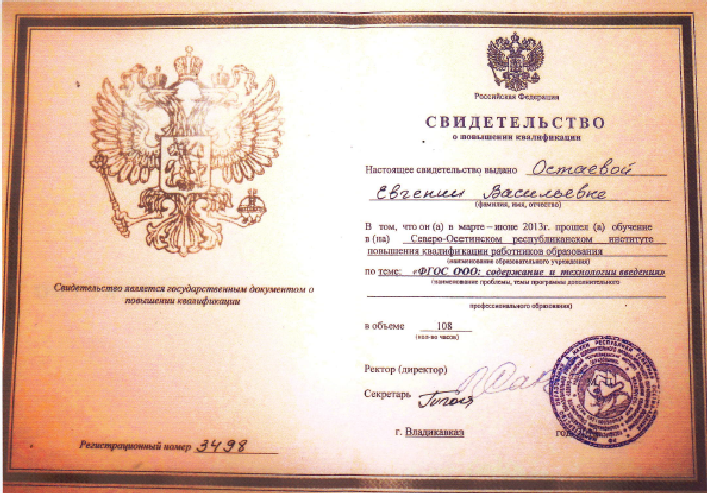 Свидетельство является государственным документом о
повышении квалификации
Регистрационный номер 3498
Российская Федерация
СВИДЕТЕЛЬСТВО
о повышении квалификации
Настоящее свидетельство выдано Остаевой
Евгении Васильевне
(фамилия, имя, отчество)
В том, что он (а) в марте – июне 2013г. прошел (а) обучение
в (на) Северо-Осетинском республиканском институте
повышения квалификации работников образования
(наименование образовательного учреждения)
по теме: «ФГОС ООО: содержание и технологии введения»
(наименование проблемы, темы программы дополнительного
профессионального образования)
в объеме 108
(кол-во часов)
Ректор (директор)
Секретарь
г. Владикавказ
год